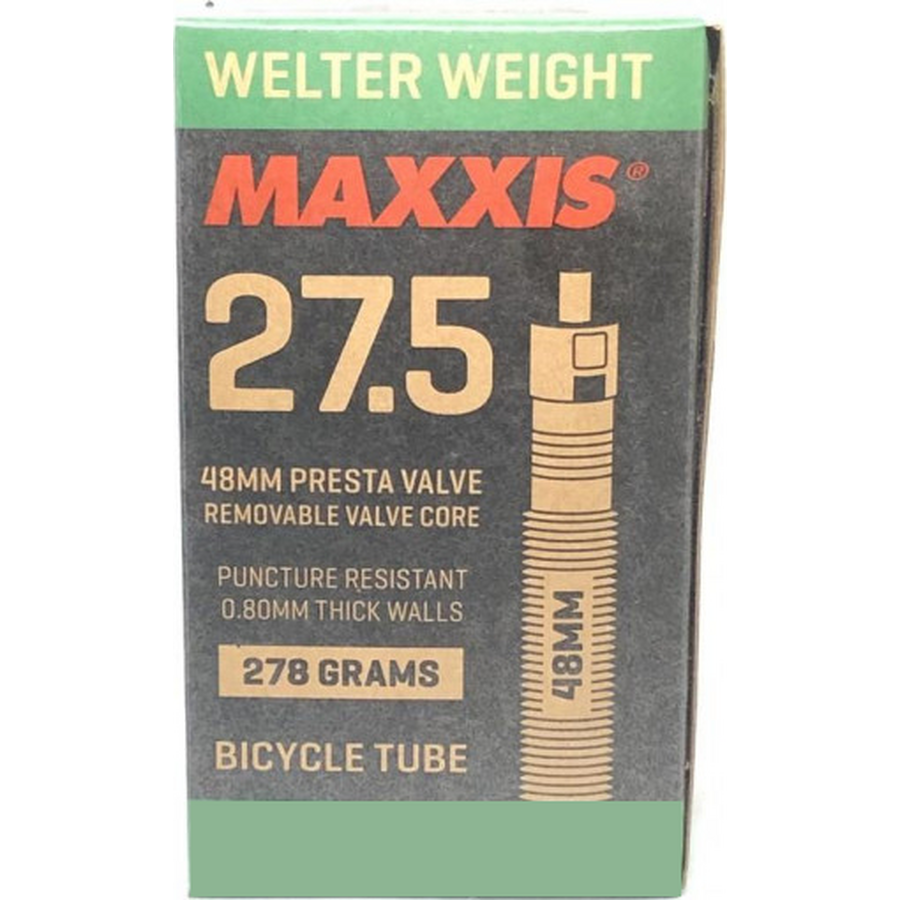 WELTER WEIGHT
MAXXIS®
27.5
48MM PRESTA VALVE
REMOVABLE VALVE CORE
PUNCTURE RESISTANT
0.80MM THICK WALLS
278 GRAMS
48MM
BICYCLE TUBE